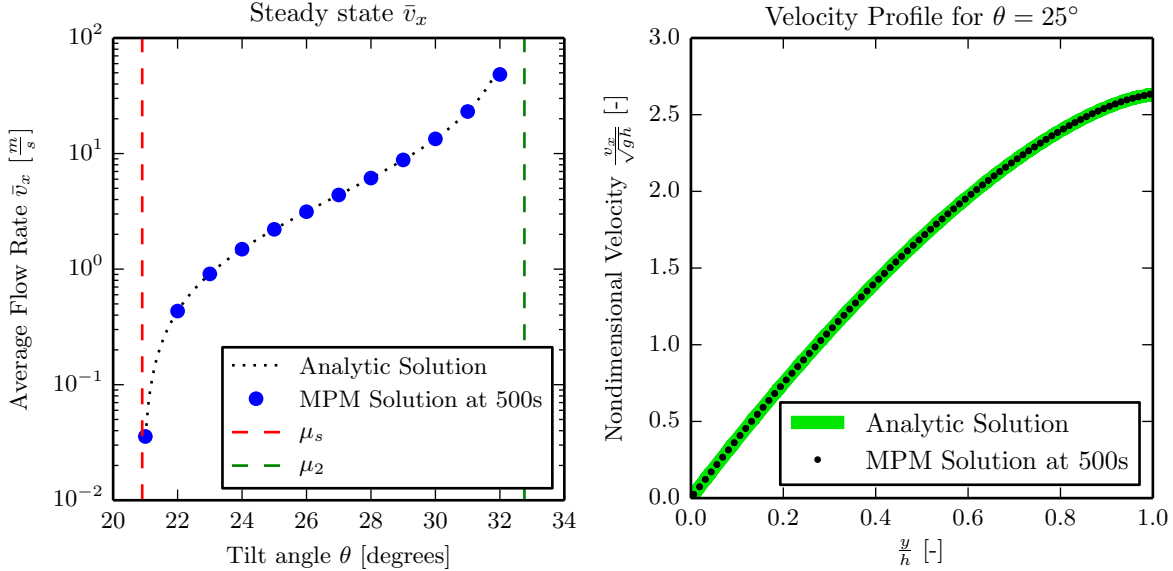 Steady state v̄ₓ
Average Flow Rate v̄ₓ [m/s]
10²
10¹
10⁰
10⁻¹
10⁻²
Analytic Solution
MPM Solution at 500s
μₛ
μ₂
20 22 24 26 28 30 32 34
Tilt angle θ [degrees]
Velocity Profile for θ = 25°
Nondimensional Velocity vₓ/√gh [-]
3.0
2.5
2.0
1.5
1.0
0.5
0.0
Analytic Solution
MPM Solution at 500s
0.0 0.2 0.4 0.6 0.8 1.0
y/h [-]